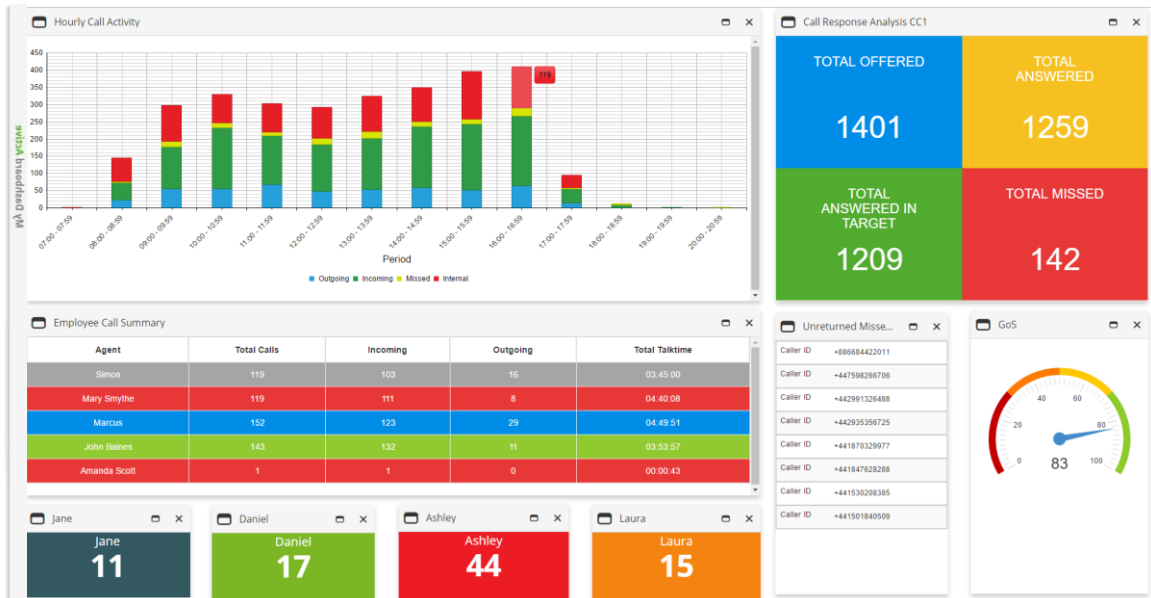 My Dashboard Active
Hourly Call Activity
450
400
350
300
250
200
150
100
50
0
119
07:00 - 07:59
08:00 - 08:59
09:00 - 09:59
10:00 - 10:59
11:00 - 11:59
12:00 - 12:59
13:00 - 13:59
14:00 - 14:59
15:00 - 15:59
16:00 - 16:59
17:00 - 17:59
18:00 - 18:59
19:00 - 19:59
20:00 - 20:59
Period
Outgoing Incoming Missed Internal
Call Response Analysis CC1
TOTAL OFFERED
1401
TOTAL
ANSWERED
1259
TOTAL
ANSWERED IN
TARGET
1209
TOTAL MISSED
142
Employee Call Summary
Agent Total Calls Incoming Outgoing Total Talktime
Simon 119 103 16 03:45:00
Mary Smythe 119 111 8 04:40:08
Marcus 152 123 29 04:49:51
John Baines 143 132 11 03:53:57
Amanda Scott 1 1 0 00:00:43
Unreturned Misse...
Caller ID +886684422011
Caller ID +447598266706
Caller ID +442991326488
Caller ID +442935356725
Caller ID +441870329977
Caller ID +441847628288
Caller ID +441530208385
Caller ID +441501840509
GoS
0
20
40
60
80
100
83
Jane
Jane
11
Daniel
Daniel
17
Ashley
Ashley
44
Laura
Laura
15